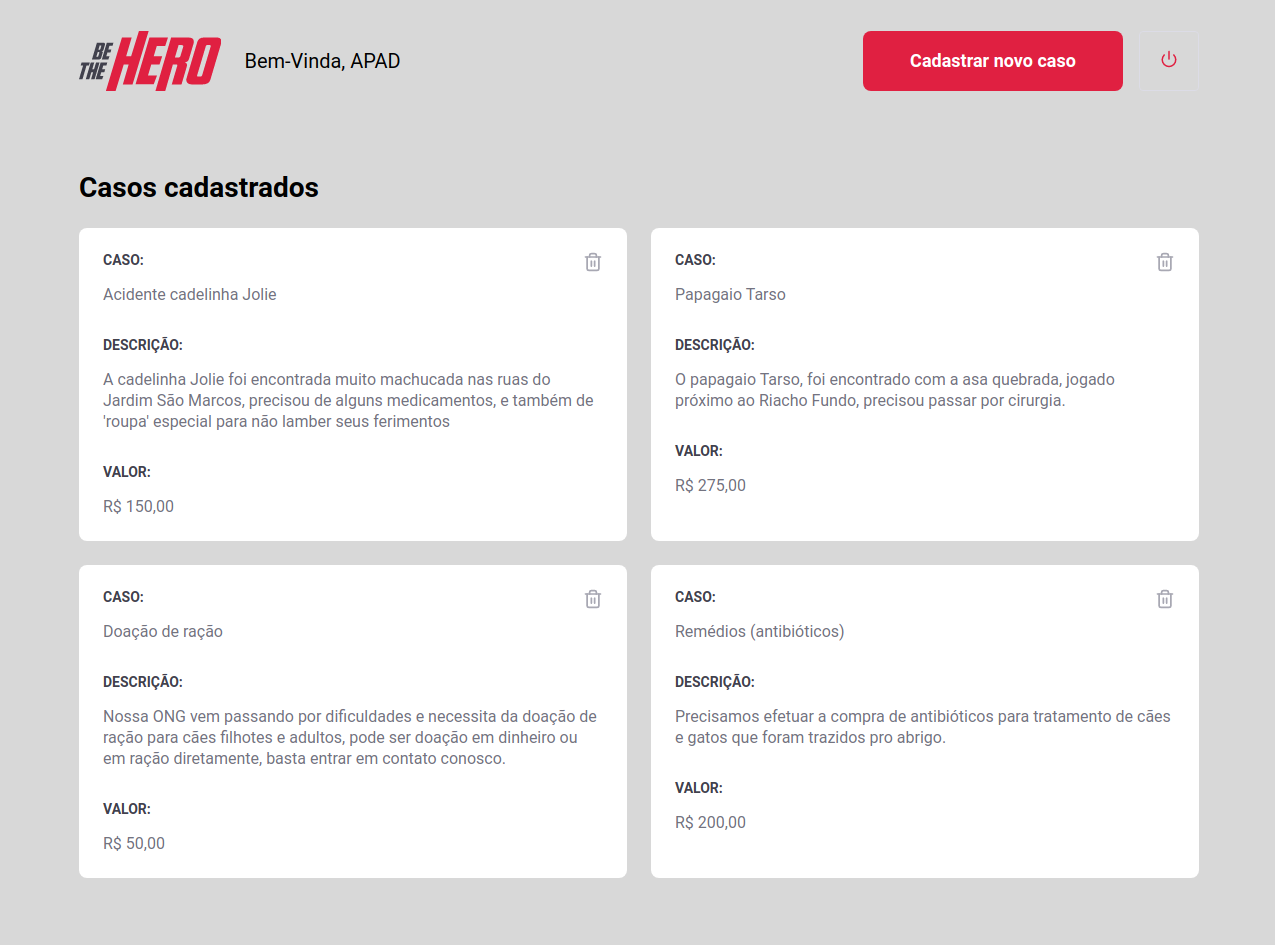 BE THE HERO
Bem-Vinda, APAD
Cadastrar novo caso
Casos cadastrados
CASO:
Acidente cadelinha Jolie
DESCRIÇÃO:
A cadelinha Jolie foi encontrada muito machucada nas ruas do
Jardim São Marcos, precisou de alguns medicamentos, e também de
'roupa' especial para não lamber seus ferimentos
VALOR:
R$ 150,00
CASO:
Papagaio Tarso
DESCRIÇÃO:
O papagaio Tarso, foi encontrado com a asa quebrada, jogado
próximo ao Riacho Fundo, precisou passar por cirurgia.
VALOR:
R$ 275,00
CASO:
Doação de ração
DESCRIÇÃO:
Nossa ONG vem passando por dificuldades e necessita da doação de
ração para cães filhotes e adultos, pode ser doação em dinheiro ou
em ração diretamente, basta entrar em contato conosco.
VALOR:
R$ 50,00
CASO:
Remédios (antibióticos)
DESCRIÇÃO:
Precisamos efetuar a compra de antibióticos para tratamento de cães
e gatos que foram trazidos pro abrigo.
VALOR:
R$ 200,00